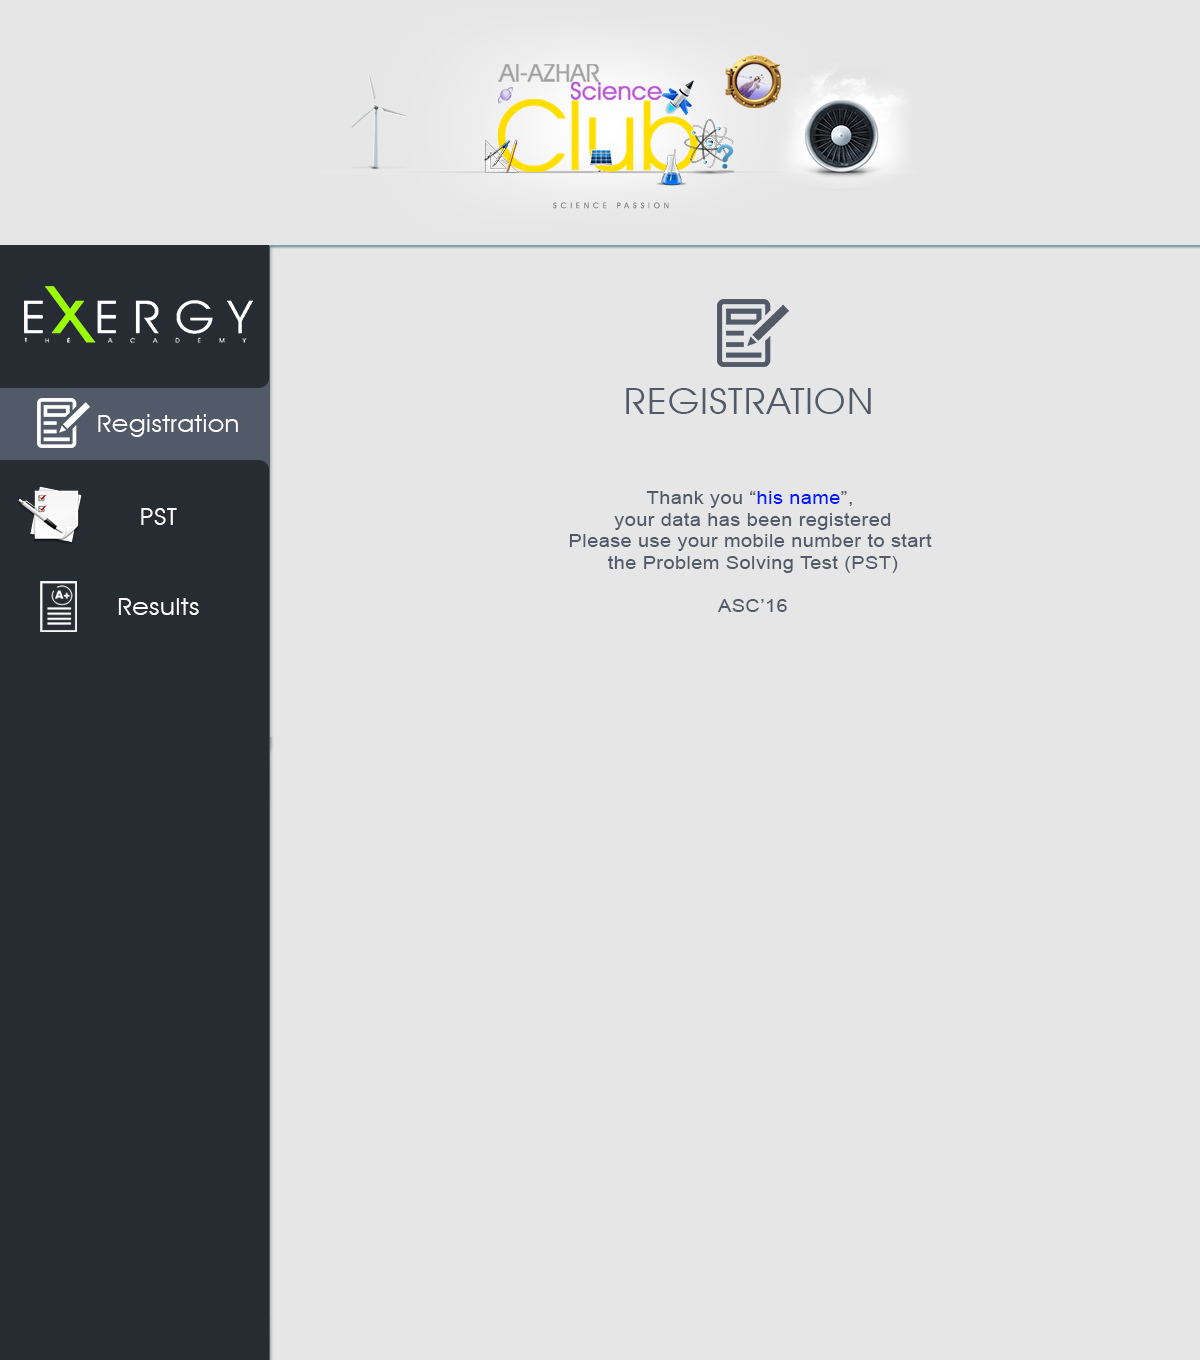 Al-AZHAR
Science
Club
SCIENCE PASSION
EXERGY
THE ACADEMY
Registration
PST
A+
Results
REGISTRATION
Thank you “his name”,
your data has been registered
Please use your mobile number to start
the Problem Solving Test (PST)
ASC’16